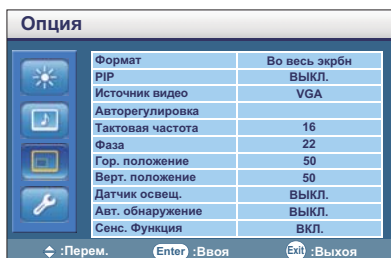 Опция
Формат Во весь экрбн
PIP ВЫКЛ.
Источник видео VGA
Авторегулировка
Тактовая частота 16
Фаза 22
Гор. положение 50
Верт. положение 50
Датчик освещ. ВЫКЛ.
Авт. обнаружение ВЫКЛ.
Сенс. Функция ВКЛ.
:Перем. Enter :Ввоя Exit :Выхоя